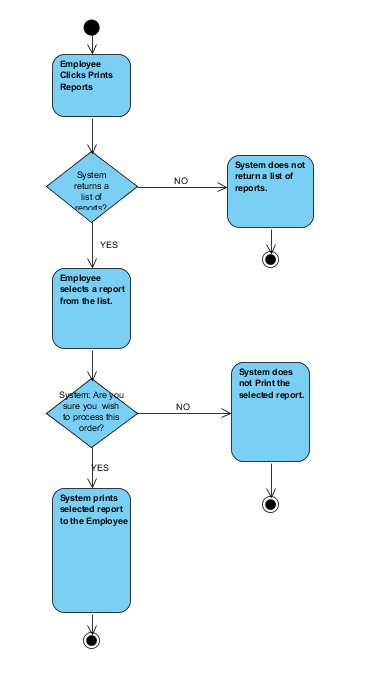 Employee
Clicks Prints
Reports
System
returns a
list of
reports?
NO
System does not
return a list of
reports.
YES
Employee
selects a report
from the list.
System: Are you
sure you wish
to process this
order?
NO
System does
not Print the
selected report.
YES
System prints
selected report
to the Employee